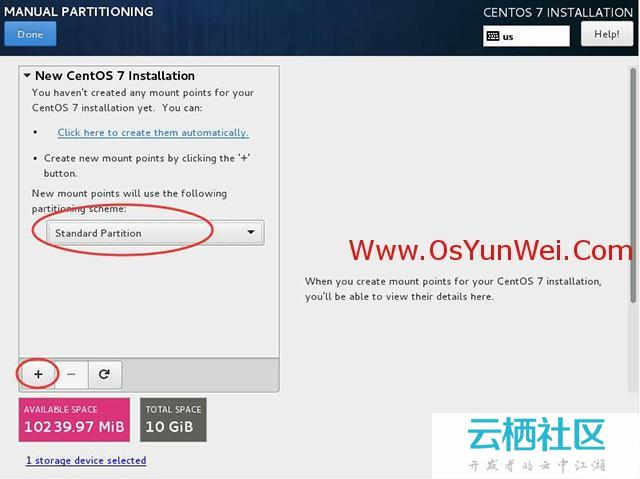 MANUAL PARTITIONING
CENTOS 7 INSTALLATION
Done
us
Help!
New CentOS 7 Installation
You haven't created any mount points for your
CentOS 7 installation yet. You can:
• Click here to create them automatically.
• Create new mount points by clicking the '+'
button.
New mount points will use the following
partitioning scheme:
Standard Partition
Www.OsYunWei.Com
When you create mount points for your CentOS 7 installation,
you'll be able to view their details here.
+ −
AVAILABLE SPACE
10239.97 MiB
TOTAL SPACE
10 GiB
1 storage device selected
云栖社区
开发者的云中江湖